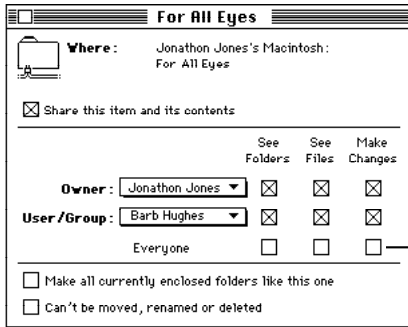 For All Eyes
Where: Jonathon Jones's Macintosh:
For All Eyes
Share this item and its contents
See See Make
Folders Files Changes
Owner: Jonathon Jones
User/Group: Barb Hughes
Everyone
Make all currently enclosed folders like this one
Can't be moved, renamed or deleted